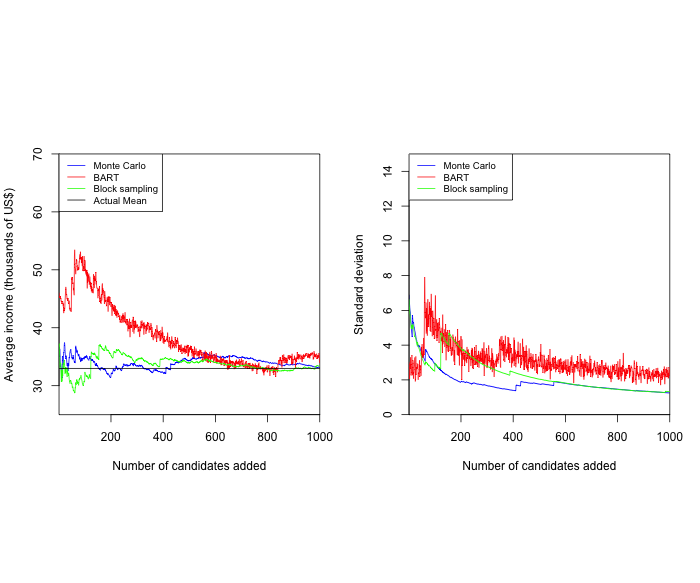 Average income (thousands of US$)
70
60
50
40
30
Monte Carlo
BART
Block sampling
Actual Mean
200
400
600
800
1000
Number of candidates added
Standard deviation
14
12
10
8
6
4
2
0
Monte Carlo
BART
Block sampling
200
400
600
800
1000
Number of candidates added